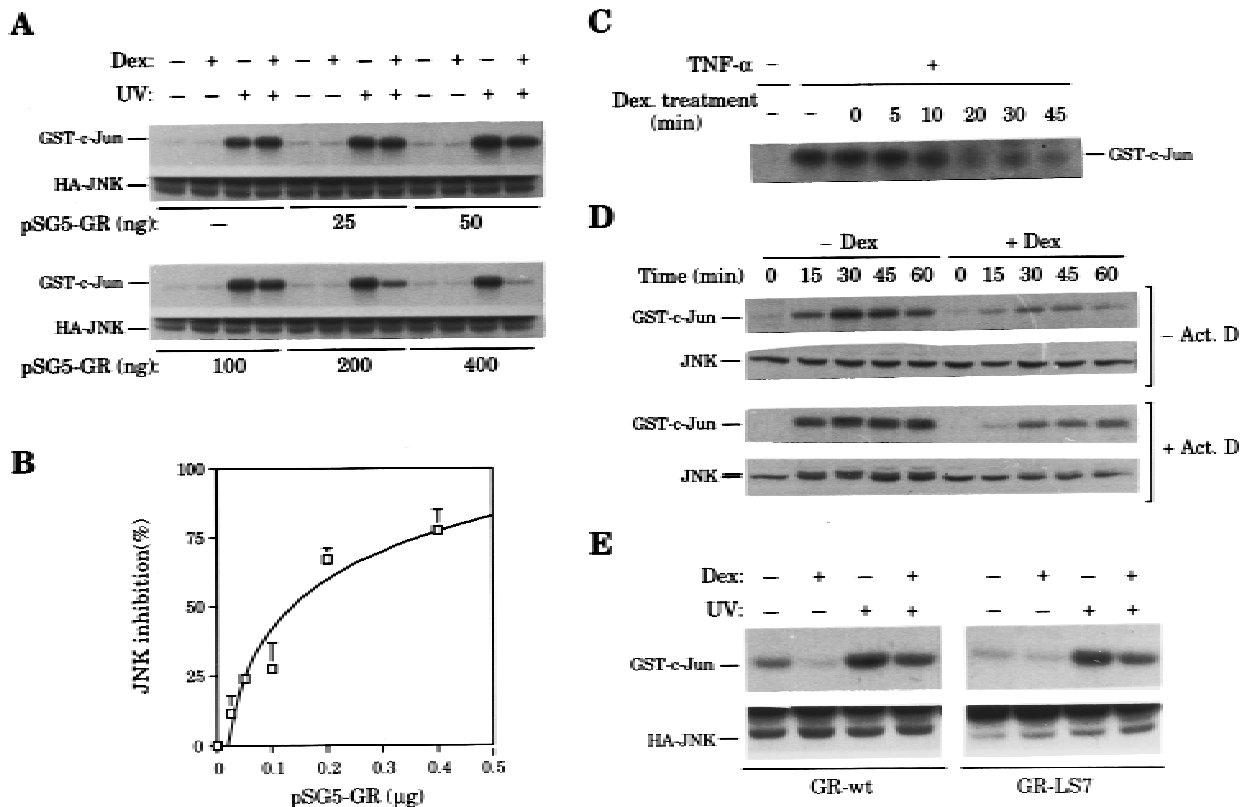 A
Dex: – + – + – + – + – + – +
UV: – – + + – – + + – – + +
GST-c-Jun
HA-JNK
pSG5-GR (ng): – 25 50
GST-c-Jun
HA-JNK
pSG5-GR (ng): 100 200 400
B
JNK inhibition(%)
100
75
50
25
0
0 0.1 0.2 0.3 0.4 0.5
pSG5-GR (µg)
C
TNF-α – +
Dex. treatment (min) – – 0 5 10 20 30 45
GST-c-Jun
D
– Dex + Dex
Time (min) 0 15 30 45 60 0 15 30 45 60
GST-c-Jun
JNK
– Act. D
GST-c-Jun
JNK
+ Act. D
E
Dex: – + – + – + – +
UV: – – + + – – + +
GST-c-Jun
HA-JNK
GR-wt GR-LS7